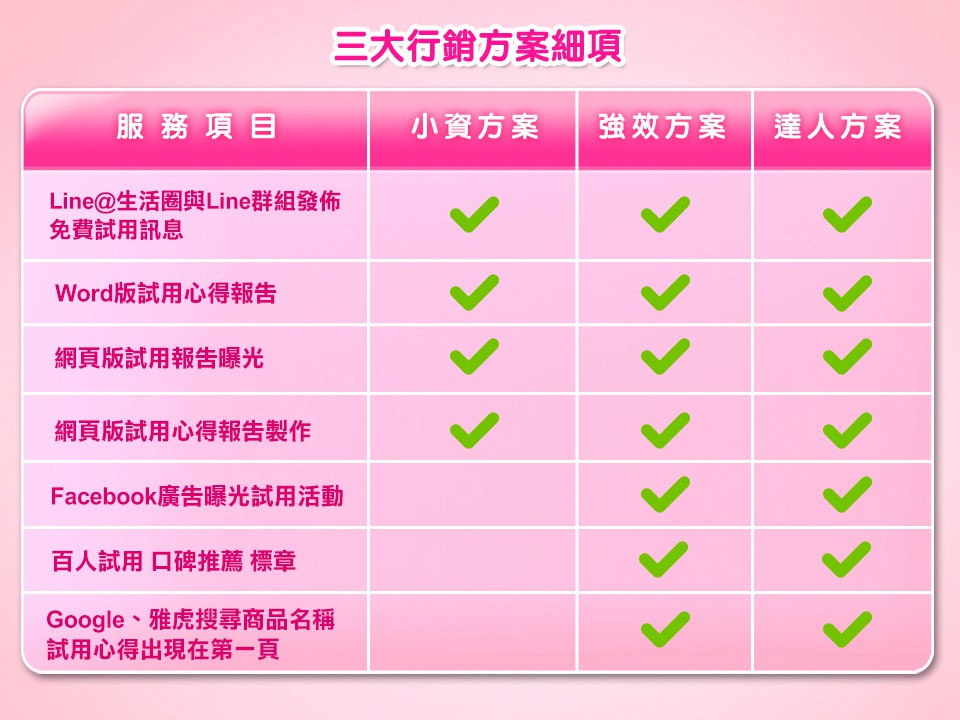 三大行銷方案細項
服務項目 小資方案 強效方案 達人方案
Line@生活圈與Line群組發佈
免費試用訊息
Word版試用心得報告
網頁版試用報告曝光
網頁版試用心得報告製作
Facebook廣告曝光試用活動
百人試用 口碑推薦 標章
Google、雅虎搜尋商品名稱
試用心得出現在第一頁